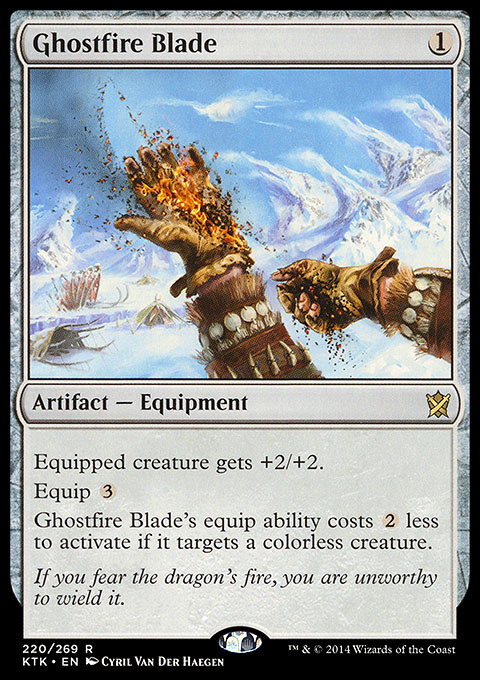 Ghostfire Blade 1
Artifact — Equipment
Equipped creature gets +2/+2.
Equip 3
Ghostfire Blade's equip ability costs 2 less
to activate if it targets a colorless creature.
If you fear the dragon's fire, you are unworthy
to wield it.
220/269 R
KTK • EN Cyril Van Der Haegen
™ & © 2014 Wizards of the Coast